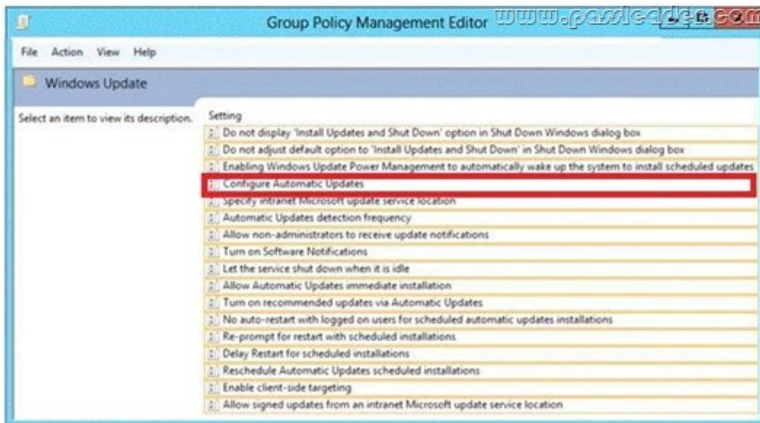 Group Policy Management Editor
www.passleader.com
File Action View Help
Windows Update
Select an item to view its description.
Setting
Do not display 'Install Updates and Shut Down' option in Shut Down Windows dialog box
Do not adjust default option to 'Install Updates and Shut Down' in Shut Down Windows dialog box
Enabling Windows Update Power Management to automatically wake up the system to install scheduled updates
Configure Automatic Updates
Specify intranet Microsoft update service location
Automatic Updates detection frequency
Allow non-administrators to receive update notifications
Turn on Software Notifications
Let the service shut down when it is idle
Allow Automatic Updates immediate installation
Turn on recommended updates via Automatic Updates
No auto-restart with logged on users for scheduled automatic updates installations
Re-prompt for restart with scheduled installations
Delay Restart for scheduled installations
Reschedule Automatic Updates scheduled installations
Enable client-side targeting
Allow signed updates from an intranet Microsoft update service location